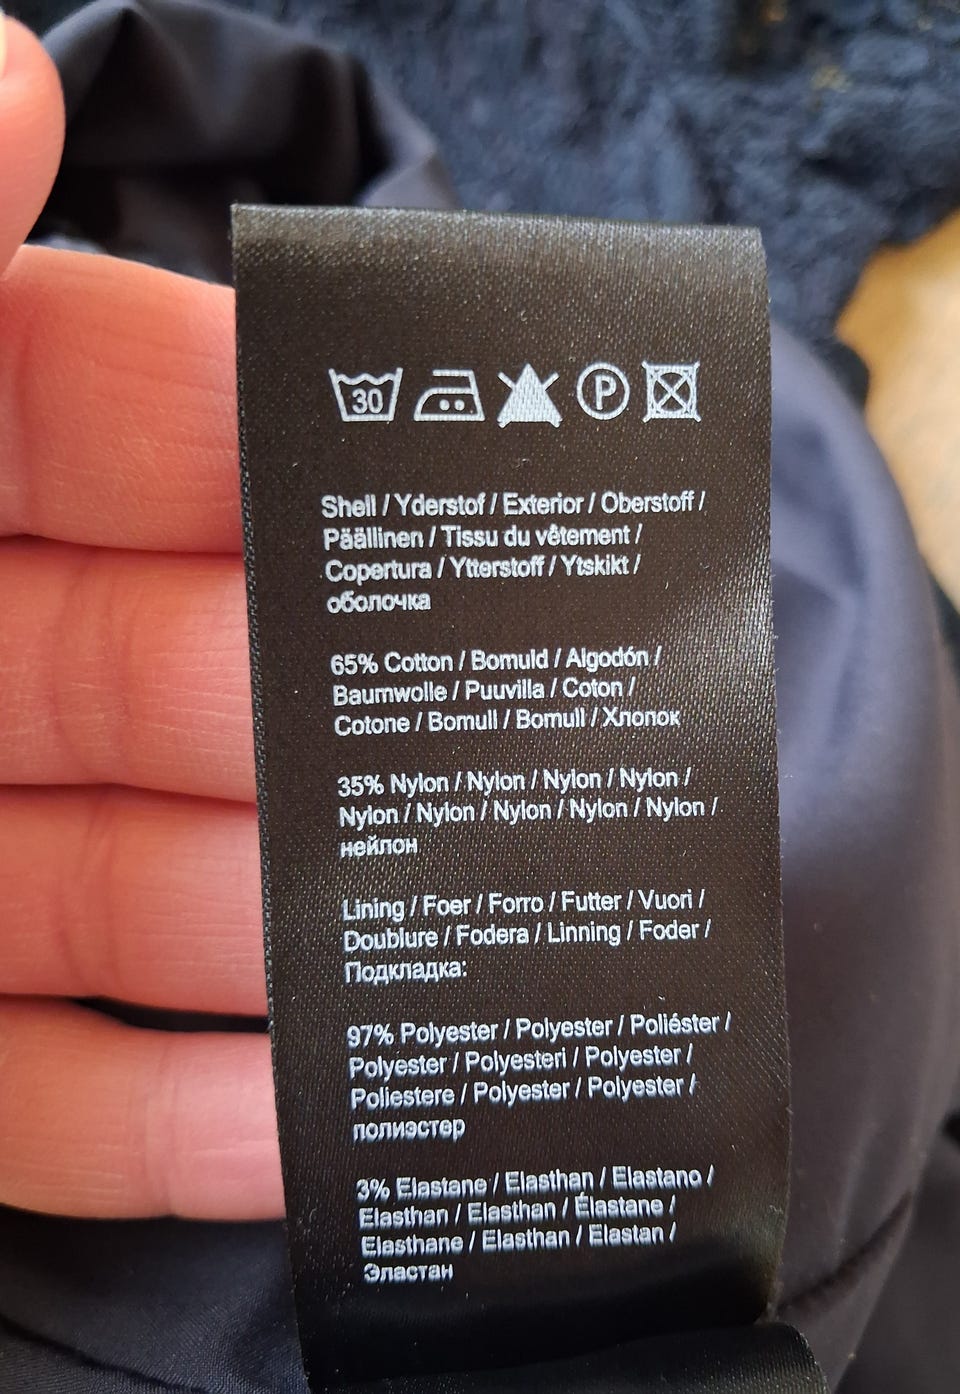 30 P
Shell / Yderstof / Exterior / Oberstoff /
Päällinen / Tissu du vêtement /
Copertura / Ytterstoff / Ytskikt /
оболочка
65% Cotton / Bomuld / Algodón /
Baumwolle / Puuvilla / Coton /
Cotone / Bomull / Bomull / Хлопок
35% Nylon / Nylon / Nylon / Nylon /
Nylon / Nylon / Nylon / Nylon / Nylon /
нейлон
Lining / Foer / Forro / Futter / Vuori /
Doublure / Fodera / Linning / Foder /
Подкладка:
97% Polyester / Polyester / Poliéster /
Polyester / Polyesteri / Polyester /
Poliestere / Polyester / Polyester /
полиэстер
3% Elastane / Elasthan / Elastano /
Elasthan / Elasthan / Élastane /
Elasthane / Elasthan / Elastan /
Эластан